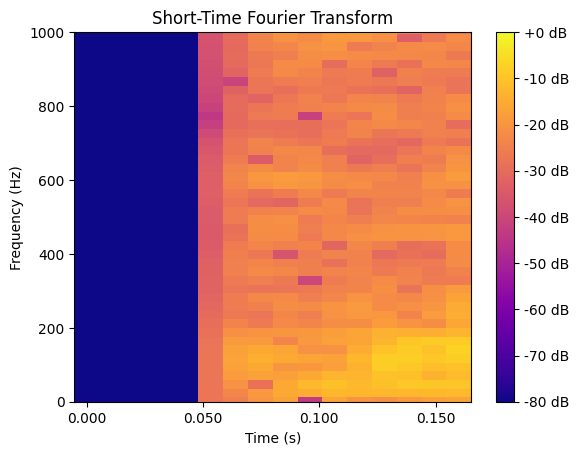 Short-Time Fourier Transform
1000
800
600
400
200
0
Frequency (Hz)
0.000
0.050
0.100
0.150
Time (s)
+0 dB
-10 dB
-20 dB
-30 dB
-40 dB
-50 dB
-60 dB
-70 dB
-80 dB